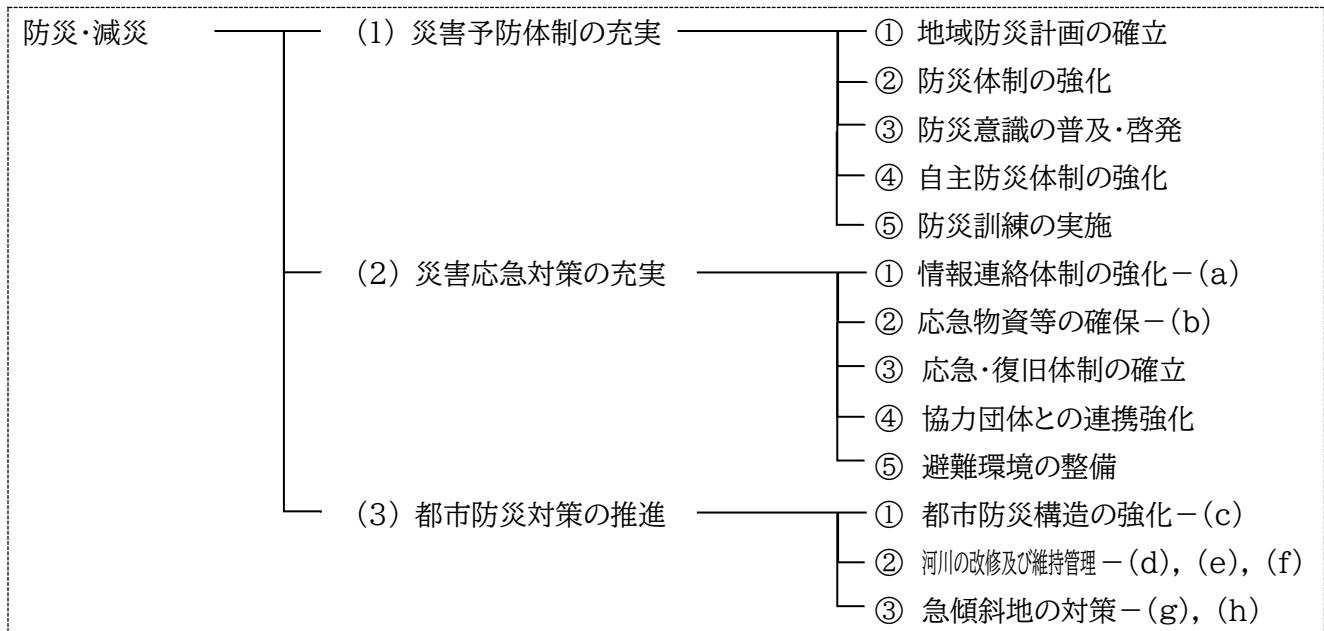 防災・減災 (1) 災害予防体制の充実 ① 地域防災計画の確立
② 防災体制の強化
③ 防災意識の普及・啓発
④ 自主防災体制の強化
⑤ 防災訓練の実施
(2) 災害応急対策の充実 ① 情報連絡体制の強化－(a)
② 応急物資等の確保－(b)
③ 応急・復旧体制の確立
④ 協力団体との連携強化
⑤ 避難環境の整備
(3) 都市防災対策の推進 ① 都市防災構造の強化－(c)
② 河川の改修及び維持管理－(d), (e), (f)
③ 急傾斜地の対策－(g), (h)